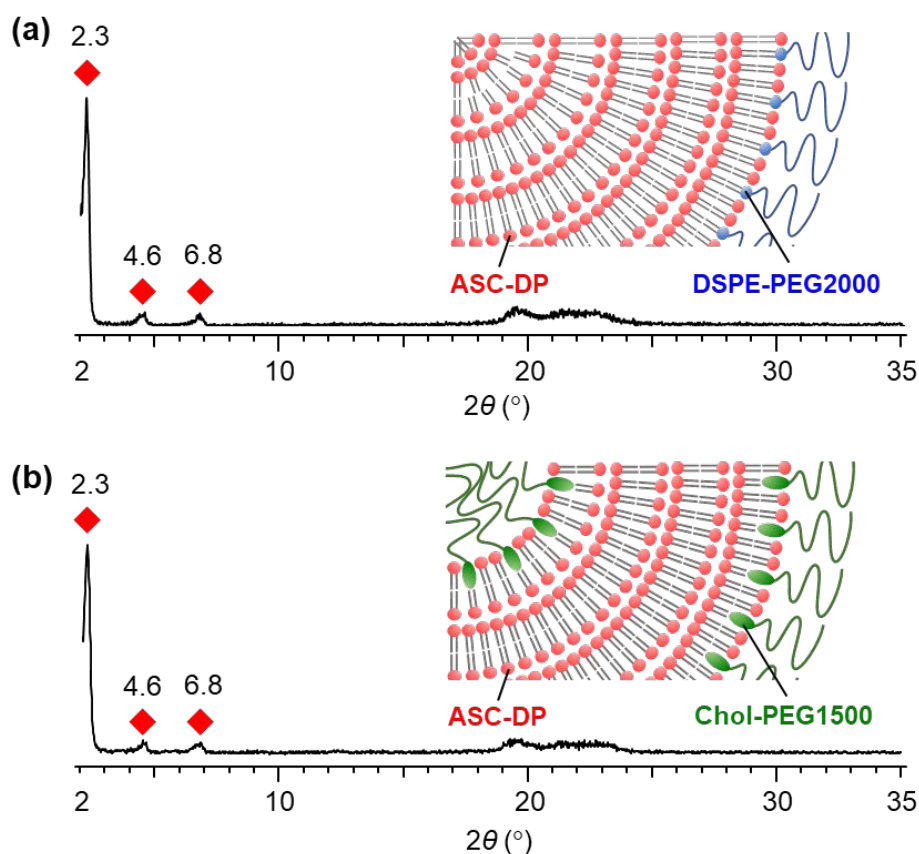 (a)
2.3
4.6 6.8
ASC-DP DSPE-PEG2000
2 10 20 30 35
2θ (°)
(b)
2.3
4.6 6.8
ASC-DP Chol-PEG1500
2 10 20 30 35
2θ (°)